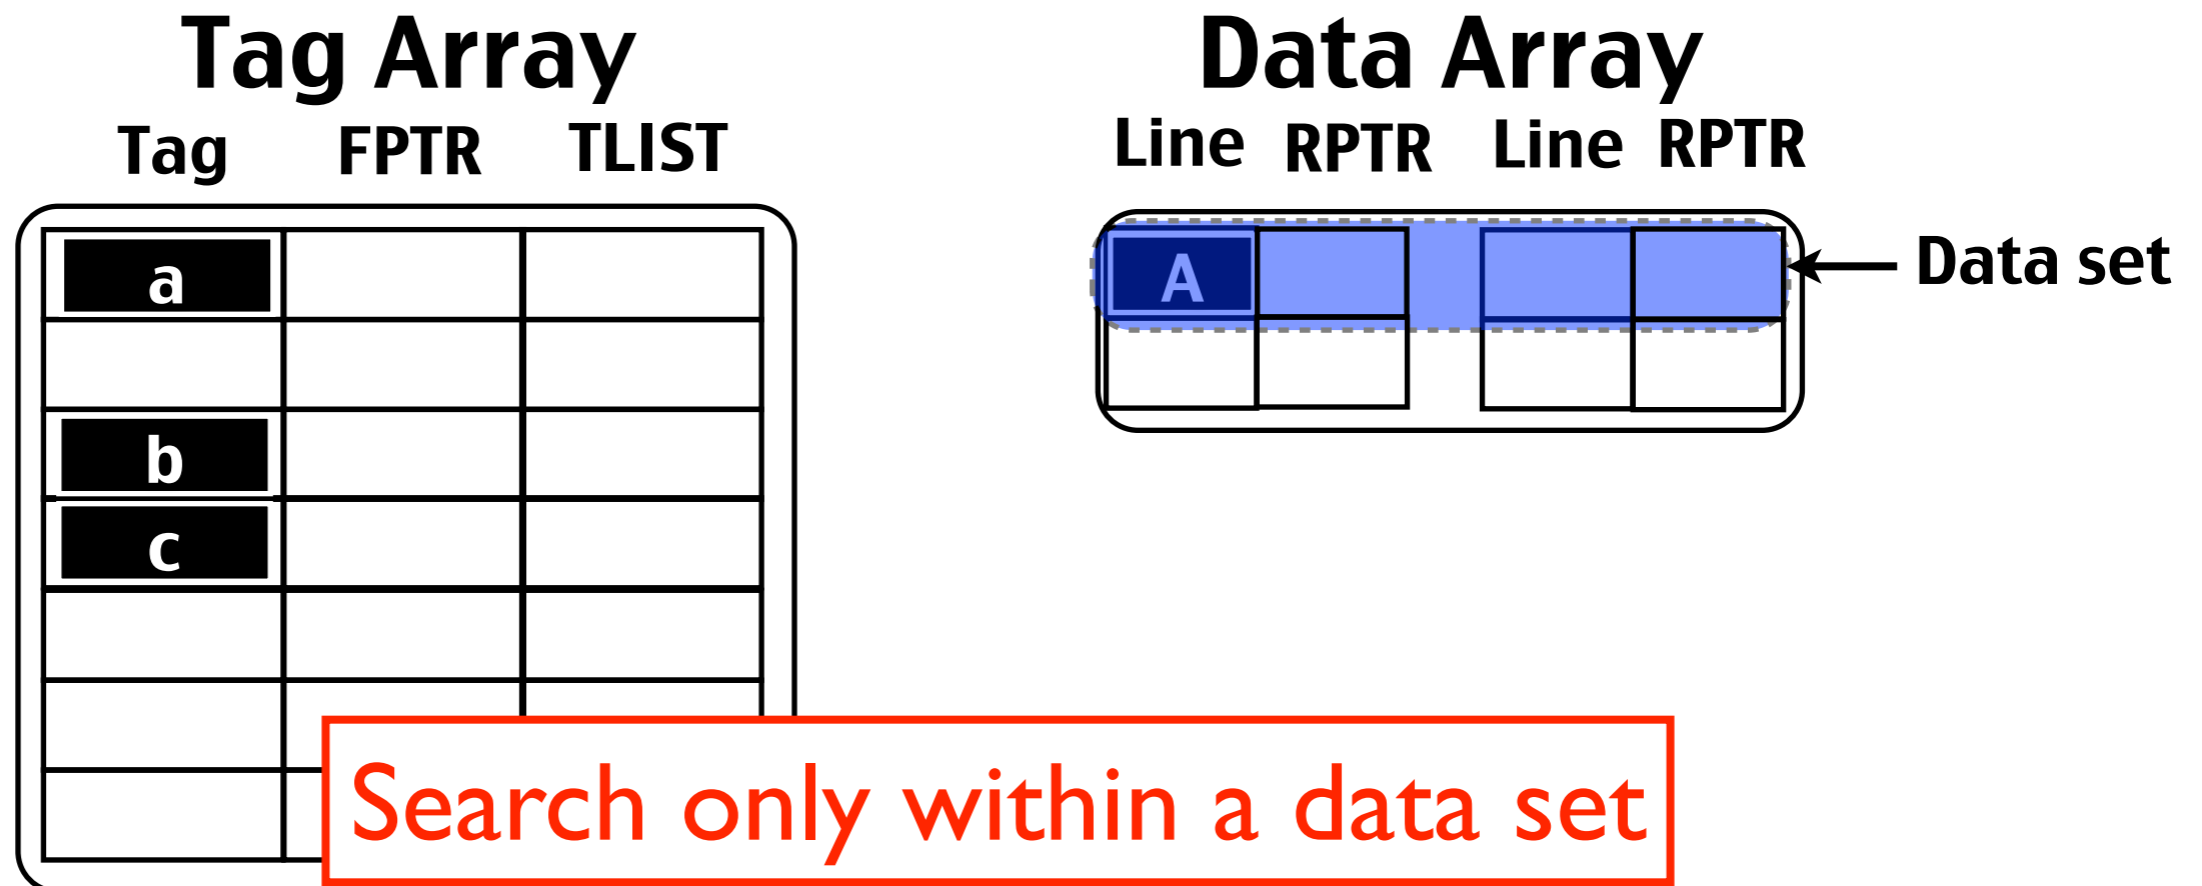 Tag Array
Data Array
Tag FPTR TLIST
Line RPTR Line RPTR
a
A
Data set
b
c
Search only within a data set